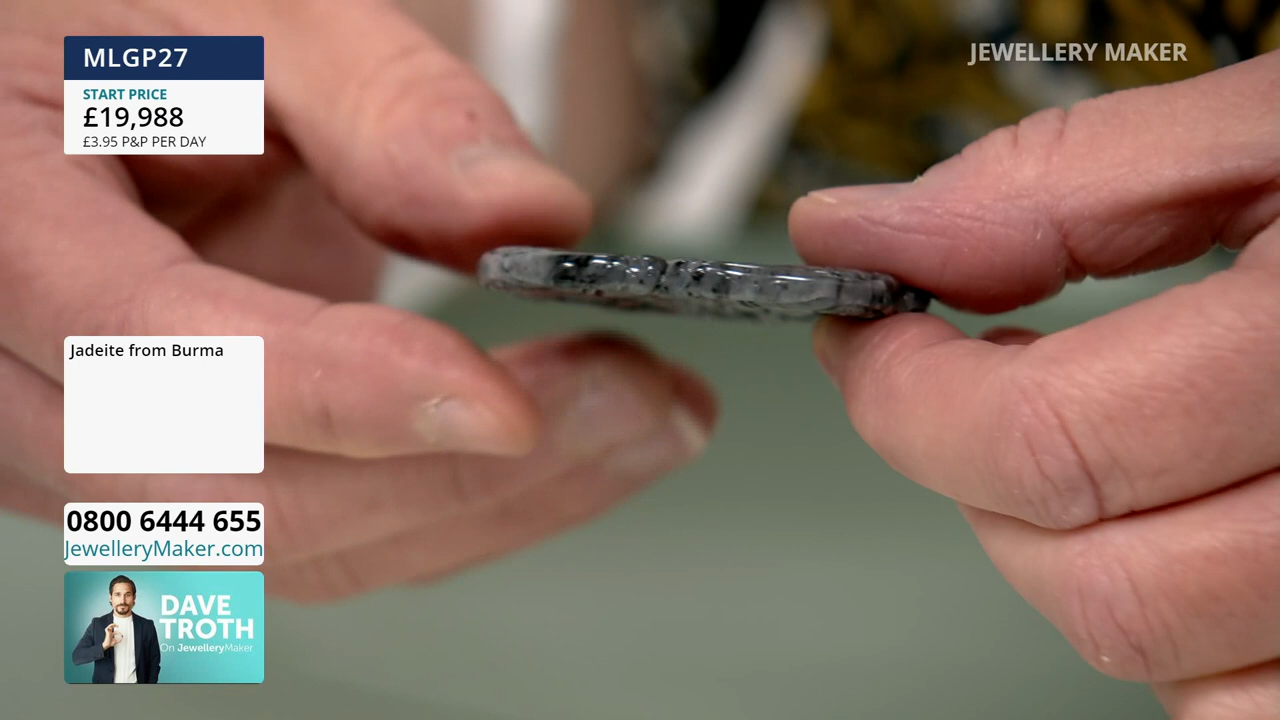 MLGP27
START PRICE
£19,988
£3.95 P&P PER DAY
JEWELLERY MAKER
Jadeite from Burma
0800 6444 655
JewelleryMaker.com
DAVE
TROTH
On JewelleryMaker